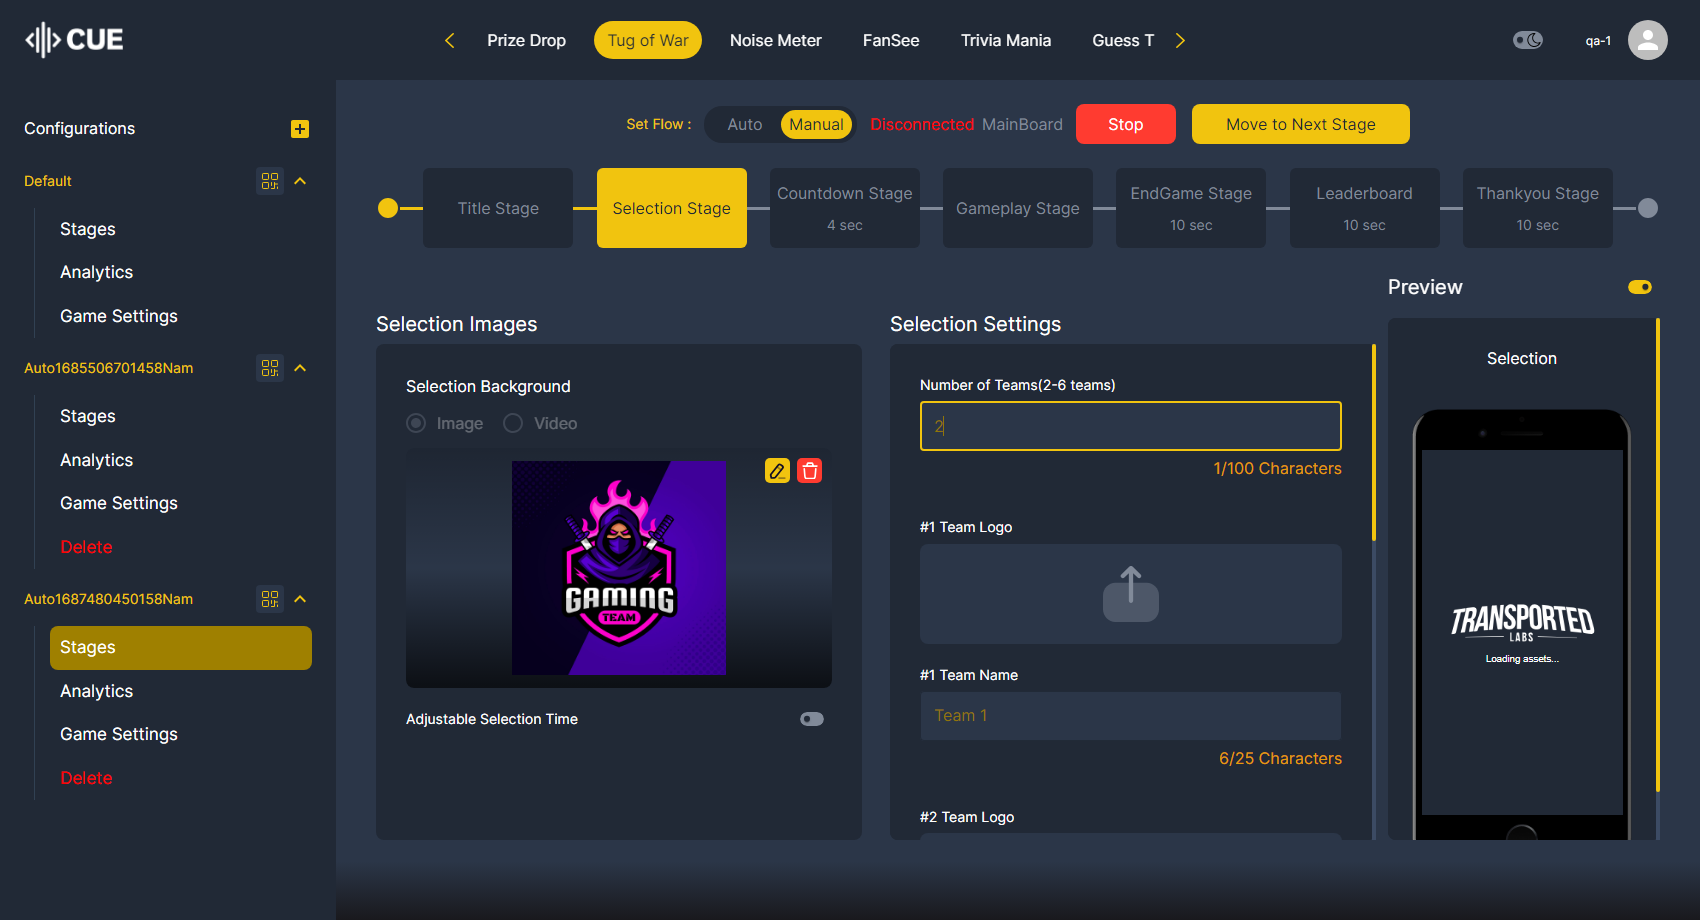 CUE
Prize Drop
Tug of War
Noise Meter
FanSee
Trivia Mania
Guess T
qa-1
Configurations
Default
Stages
Analytics
Game Settings
Auto1685506701458Nam
Stages
Analytics
Game Settings
Delete
Auto1687480450158Nam
Stages
Analytics
Game Settings
Delete
Set Flow :
Auto
Manual
Disconnected MainBoard
Stop
Move to Next Stage
Title Stage
Selection Stage
Countdown Stage
4 sec
Gameplay Stage
EndGame Stage
10 sec
Leaderboard
10 sec
Thankyou Stage
10 sec
Selection Images
Selection Background
Image
Video
GAMING
TEAM
Adjustable Selection Time
Selection Settings
Number of Teams(2-6 teams)
2
1/100 Characters
#1 Team Logo
#1 Team Name
Team 1
6/25 Characters
#2 Team Logo
Preview
Selection
TRANSPORTED
LABS
Loading assets...